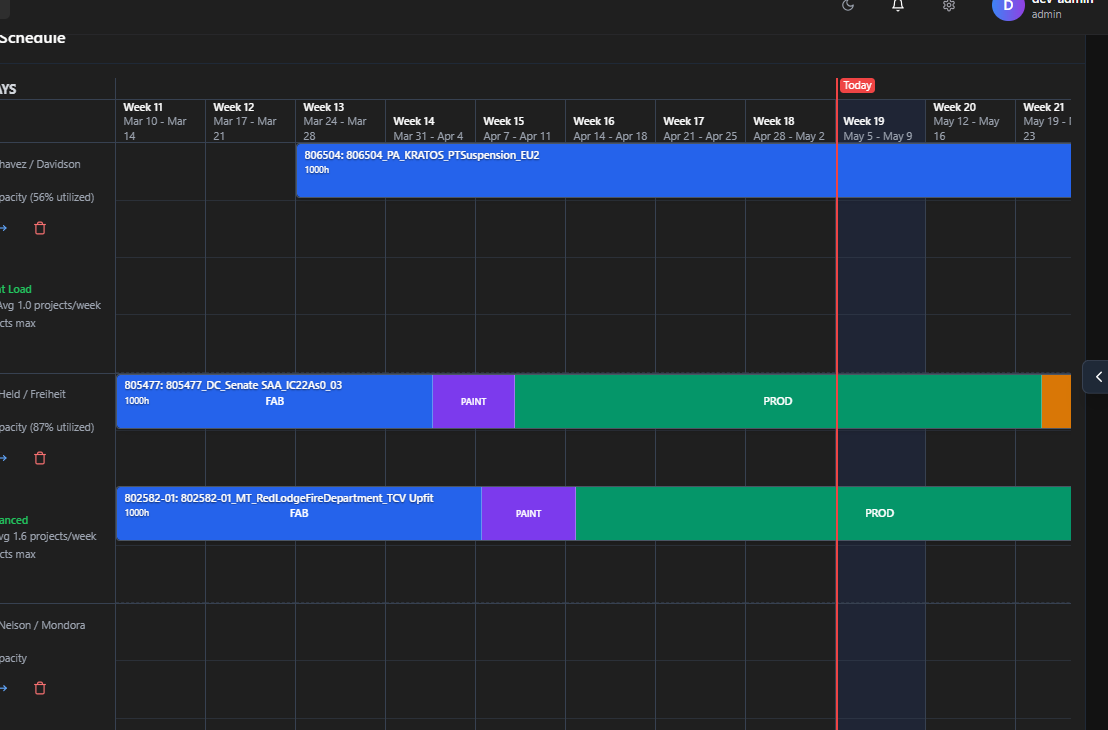 D
dev-admin
admin
Schedule
AYS
Today
Week 11
Mar 10 - Mar
14
Week 12
Mar 17 - Mar
21
Week 13
Mar 24 - Mar
28
Week 14
Mar 31 - Apr 4
Week 15
Apr 7 - Apr 11
Week 16
Apr 14 - Apr 18
Week 17
Apr 21 - Apr 25
Week 18
Apr 28 - May 2
Week 19
May 5 - May 9
Week 20
May 12 - May
16
Week 21
May 19 -
23
havez / Davidson
pacity (56% utilized)
t Load
Avg 1.0 projects/week
cts max
806504: 806504_PA_KRATOS_PTSuspension_EU2
1000h
Held / Freiheit
pacity (87% utilized)
anced
vg 1.6 projects/week
cts max
805477: 805477_DC_Senate SAA_IC22As0_03
1000h
FAB
PAINT
PROD
802582-01: 802582-01_MT_RedLodgeFireDepartment_TCV Upfit
1000h
FAB
PAINT
PROD
Nelson / Mondora
pacity